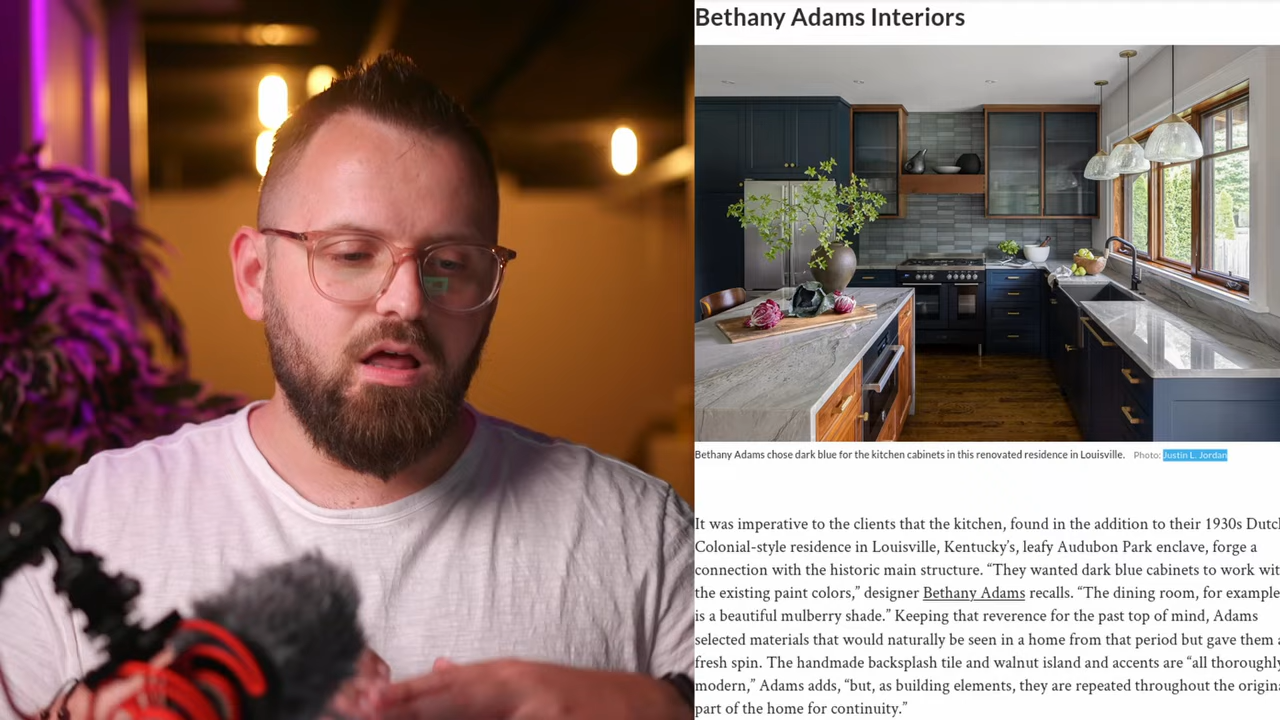 Bethany Adams Interiors
Bethany Adams chose dark blue for the kitchen cabinets in this renovated residence in Louisville. Photo: Justin L. Jordan
It was imperative to the clients that the kitchen, found in the addition to their 1930s Dutc
Colonial-style residence in Louisville, Kentucky’s, leafy Audubon Park enclave, forge a
connection with the historic main structure. “They wanted dark blue cabinets to work wit
the existing paint colors,” designer Bethany Adams recalls. “The dining room, for example
is a beautiful mulberry shade.” Keeping that reverence for the past top of mind, Adams
selected materials that would naturally be seen in a home from that period but gave them a
fresh spin. The handmade backsplash tile and walnut island and accents are “all thoroughly
modern,” Adams adds, “but, as building elements, they are repeated throughout the origina
part of the home for continuity.”